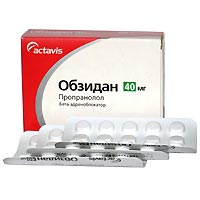 actavis
Обзидан 40 мг
Пропранолол
Бета-адреноблокатор